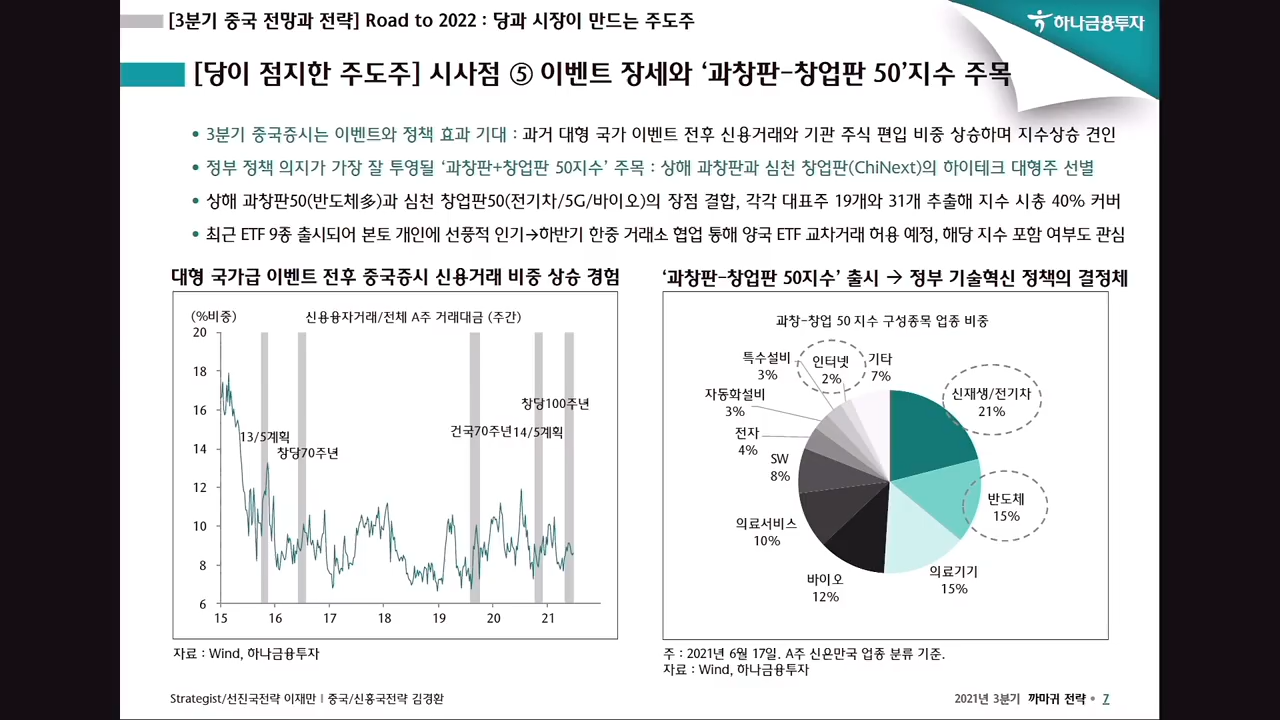 [3분기 중국 전망과 전략] Road to 2022 : 당과 시장이 만드는 주도주
하나금융투자
[당이 점지한 주도주] 시사점 ⑤ 이벤트 장세와 ‘과창판-창업판 50’지수 주목
• 3분기 중국증시는 이벤트와 정책 효과 기대 : 과거 대형 국가 이벤트 전후 신용거래와 기관 주식 편입 비중 상승하며 지수상승 견인
• 정부 정책 의지가 가장 잘 투영될 ‘과창판+창업판 50지수’ 주목 : 상해 과창판과 심천 창업판(ChiNext)의 하이테크 대형주 선별
• 상해 과창판50(반도체多)과 심천 창업판50(전기차/5G/바이오)의 장점 결합, 각각 대표주 19개와 31개 추출해 지수 시총 40% 커버
• 최근 ETF 9종 출시되어 본토 개인에 선풍적 인기→하반기 한중 거래소 협업 통해 양국 ETF 교차거래 허용 예정, 해당 지수 포함 여부도 관심
대형 국가급 이벤트 전후 중국증시 신용거래 비중 상승 경험
(%비중)
신용융자거래/전체 A주 거래대금 (주간)
20
18
16
14
12
10
8
6
창당100주년
건국70주년
14/5계획
13/5계획
창당70주년
15
16
17
18
19
20
21
자료 : Wind, 하나금융투자
‘과창판-창업판 50지수’ 출시 → 정부 기술혁신 정책의 결정체
과창-창업 50 지수 구성종목 업종 비중
특수설비
3%
인터넷
2%
기타
7%
신재생/전기차
21%
자동화설비
3%
전자
4%
SW
8%
반도체
15%
의료서비스
10%
의료기기
15%
바이오
12%
주 : 2021년 6월 17일. A주 신은만국 업종 분류 기준.
자료 : Wind, 하나금융투자
Strategist/선진국전략 이재만 | 중국/신흥국전략 김경환
2021년 3분기 까마귀 전략 • 7